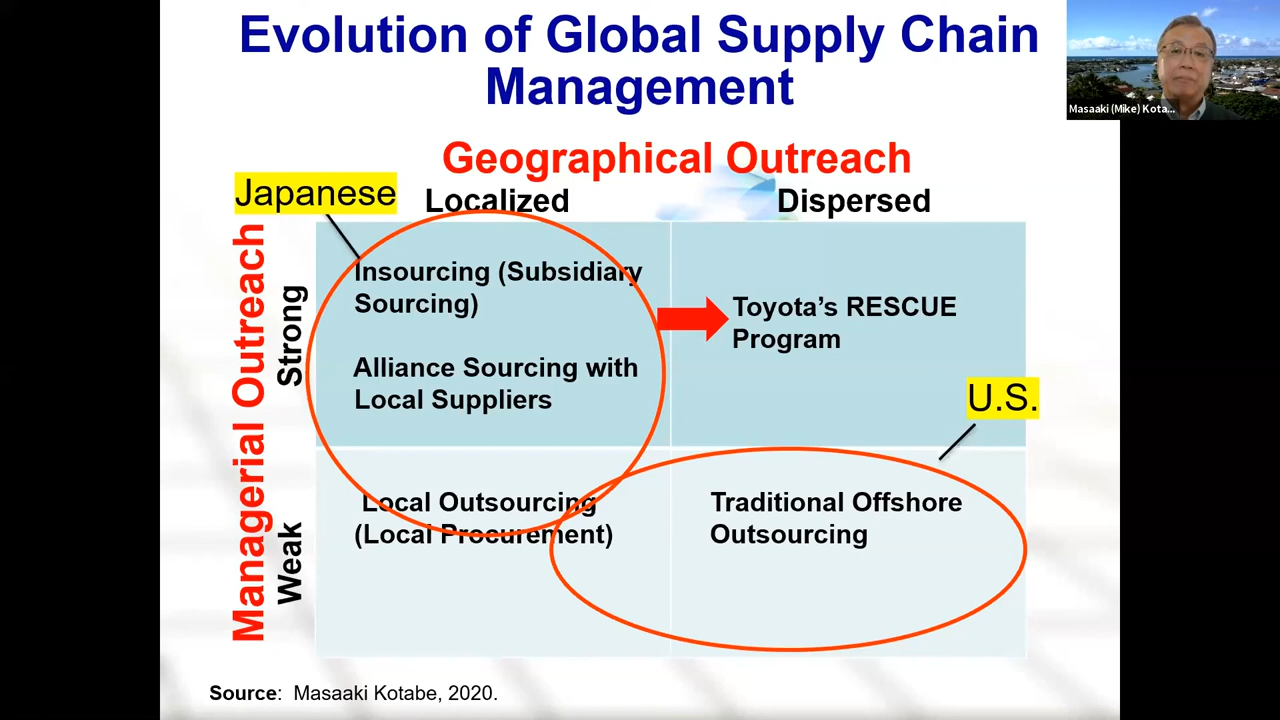 Evolution of Global Supply Chain
Management
Masaaki (Mike) Kota...
Geographical Outreach
Japanese
Localized
Dispersed
Managerial Outreach
Strong
Insourcing (Subsidiary
Sourcing)
Alliance Sourcing with
Local Suppliers
Toyota’s RESCUE
Program
U.S.
Weak
Local Outsourcing
(Local Procurement)
Traditional Offshore
Outsourcing
Source: Masaaki Kotabe, 2020.